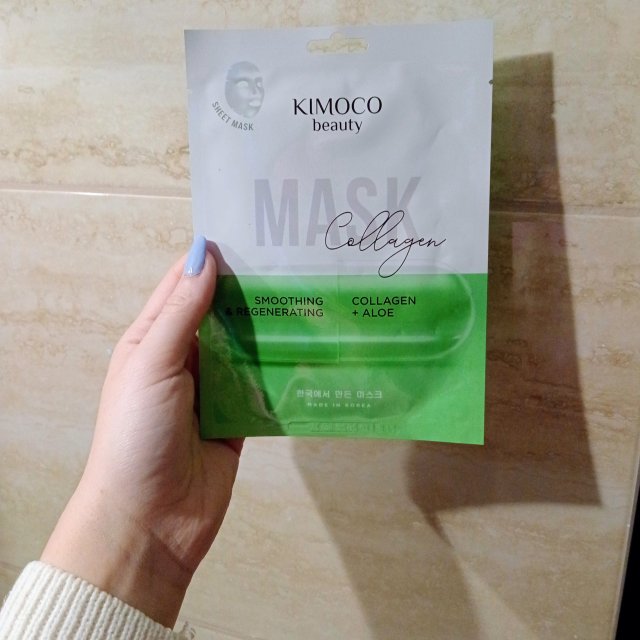 SHEET MASK
KIMOCO
beauty
MASK
Collagen
SMOOTHING
& REGENERATING
COLLAGEN
+ ALOE
한국에서 만든 마스크
MADE IN KOREA